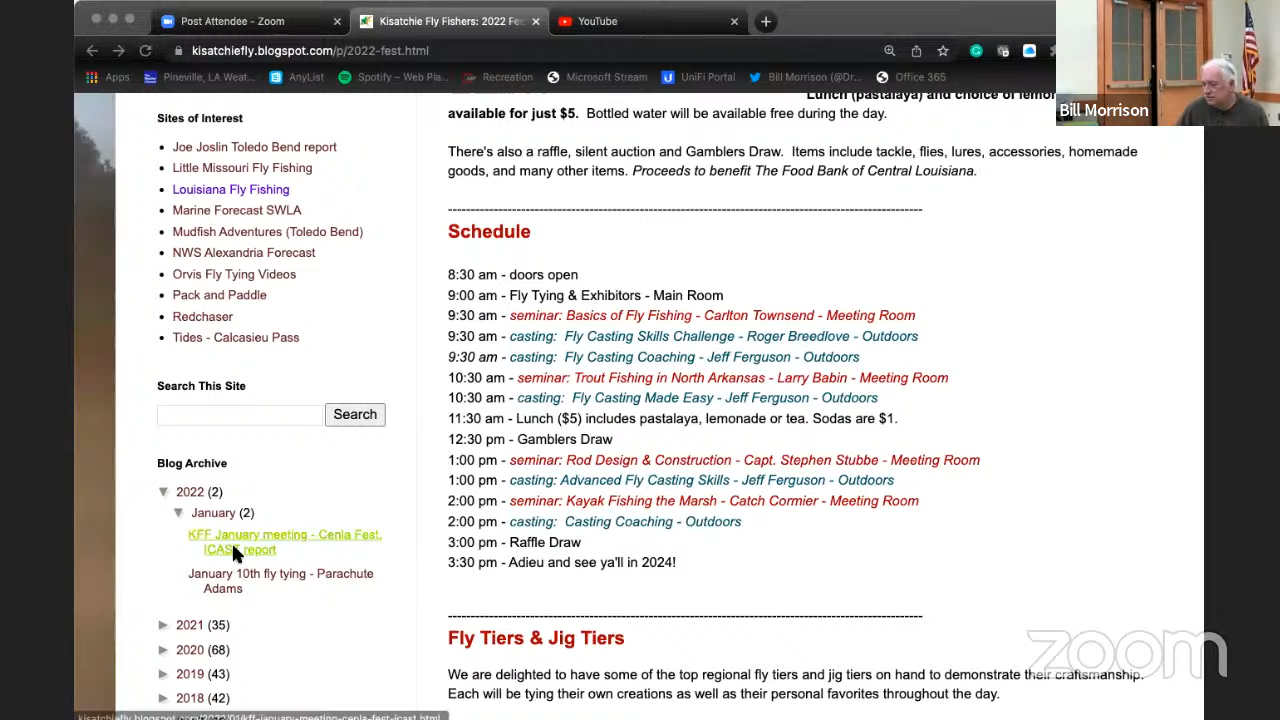 Post Attendee - Zoom
Kisatchie Fly Fishers: 2022 Fes
YouTube
kisatchiefly.blogspot.com/p/2022-fest.html
Apps
Pineville, LA Weat...
AnyList
Spotify – Web Pla...
Recreation
Microsoft Stream
UniFi Portal
Bill Morrison (@Dr...
Office 365
Bill Morrison
Sites of Interest
Joe Joslin Toledo Bend report
Little Missouri Fly Fishing
Louisiana Fly Fishing
Marine Forecast SWLA
Mudfish Adventures (Toledo Bend)
NWS Alexandria Forecast
Orvis Fly Tying Videos
Pack and Paddle
Redchaser
Tides - Calcasieu Pass
Search This Site
Search
Blog Archive
▼ 2022 (2)
▼ January (2)
KFF January meeting - Cenla Fest,
ICAST report
January 10th fly tying - Parachute
Adams
► 2021 (35)
► 2020 (68)
► 2019 (43)
► 2018 (42)
kisatchiefly.blogspot.com/2022/01/kff-january-meeting-cenla-fest-icast.html
Lunch (pastalaya) and choice of lemon
available for just $5. Bottled water will be available free during the day.
There's also a raffle, silent auction and Gamblers Draw. Items include tackle, flies, lures, accessories, homemade
goods, and many other items. Proceeds to benefit The Food Bank of Central Louisiana.
--------------------------------------------------------------------------------------------------------
Schedule
8:30 am - doors open
9:00 am - Fly Tying & Exhibitors - Main Room
9:30 am - seminar: Basics of Fly Fishing - Carlton Townsend - Meeting Room
9:30 am - casting: Fly Casting Skills Challenge - Roger Breedlove - Outdoors
9:30 am - casting: Fly Casting Coaching - Jeff Ferguson - Outdoors
10:30 am - seminar: Trout Fishing in North Arkansas - Larry Babin - Meeting Room
10:30 am - casting: Fly Casting Made Easy - Jeff Ferguson - Outdoors
11:30 am - Lunch ($5) includes pastalaya, lemonade or tea. Sodas are $1.
12:30 pm - Gamblers Draw
1:00 pm - seminar: Rod Design & Construction - Capt. Stephen Stubbe - Meeting Room
1:00 pm - casting: Advanced Fly Casting Skills - Jeff Ferguson - Outdoors
2:00 pm - seminar: Kayak Fishing the Marsh - Catch Cormier - Meeting Room
2:00 pm - casting: Casting Coaching - Outdoors
3:00 pm - Raffle Draw
3:30 pm - Adieu and see ya'll in 2024!
--------------------------------------------------------------------------------------------------------
Fly Tiers & Jig Tiers
We are delighted to have some of the top regional fly tiers and jig tiers on hand to demonstrate their craftsmanship.
Each will be tying their own creations as well as their personal favorites throughout the day.
zoom